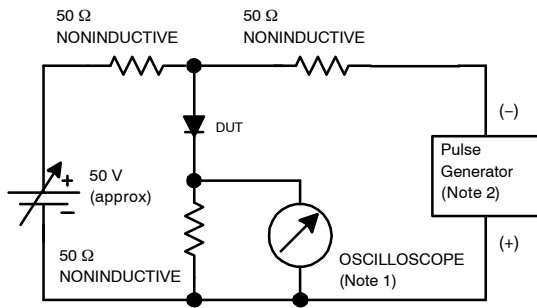 50 Ω
NONINDUCTIVE
50 Ω
NONINDUCTIVE
DUT
(−)
Pulse
Generator
(Note 2)
(+)
+
50 V
(approx)
−
50 Ω
NONINDUCTIVE
OSCILLOSCOPE
(Note 1)